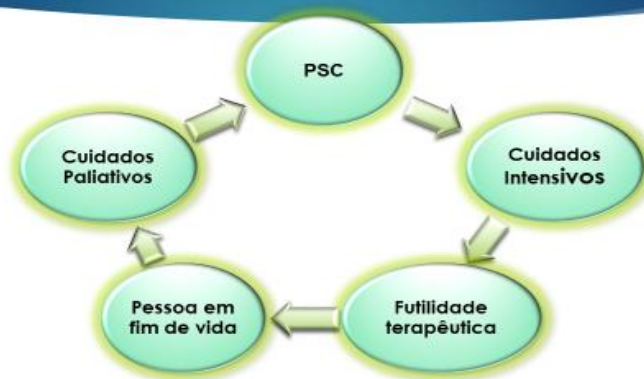 PSC
Cuidados
Intensivos
Futilidade
terapêutica
Pessoa em
fim de vida
Cuidados
Paliativos